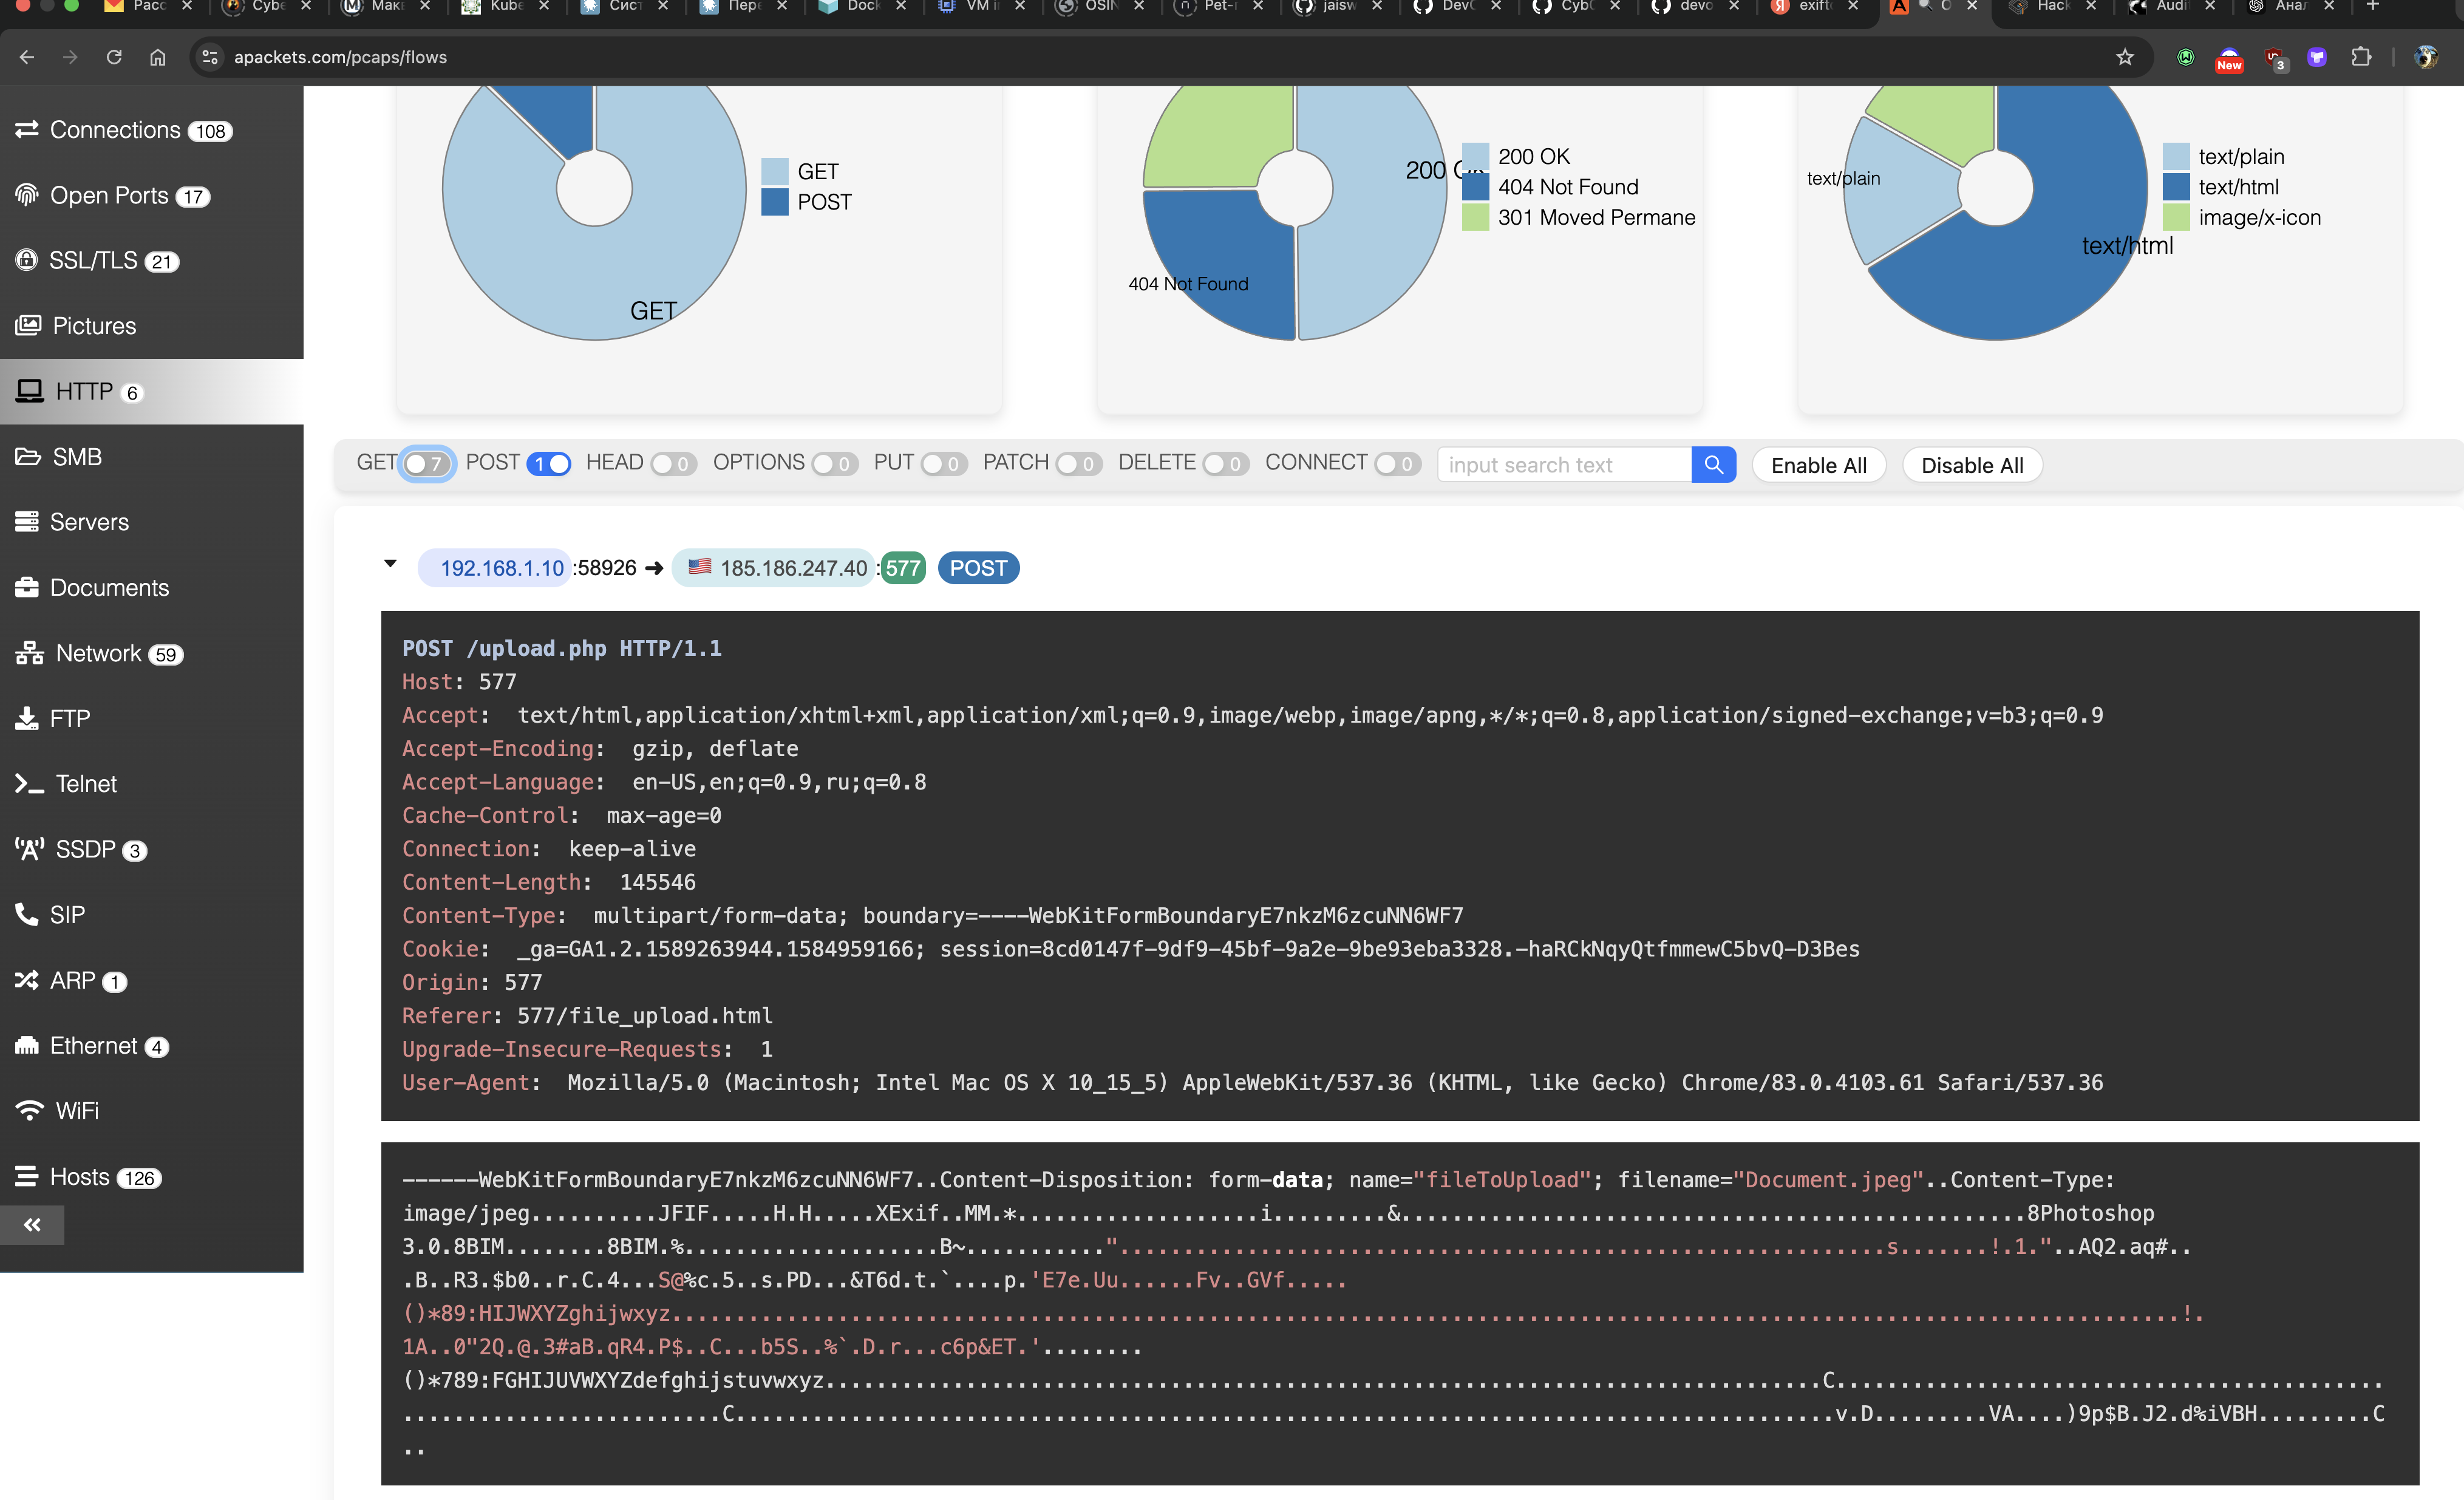 Расс
Cybe
Макі
Kube
Сист
Пере
Dock
VM i
OSIN
Pet-r
jaisw
Dev
Cyb
devo
exift
Hack
Audi
Анал
apackets.com/pcaps/flows
New
3
Connections 108
Open Ports 17
SSL/TLS 21
Pictures
HTTP 6
SMB
Servers
Documents
Network 59
FTP
Telnet
SSDP 3
SIP
ARP 1
Ethernet 4
WiFi
Hosts 126
GET
GET
POST
200 OK
404 Not Found
200 OK
404 Not Found
301 Moved Permane
text/plain
text/html
text/plain
text/html
image/x-icon
GET 7 POST 1 HEAD 0 OPTIONS 0 PUT 0 PATCH 0 DELETE 0 CONNECT 0 input search text Enable All Disable All
192.168.1.10 :58926 ➜ 185.186.247.40 :577 POST
POST /upload.php HTTP/1.1
Host: 577
Accept: text/html,application/xhtml+xml,application/xml;q=0.9,image/webp,image/apng,*/*;q=0.8,application/signed-exchange;v=b3;q=0.9
Accept-Encoding: gzip, deflate
Accept-Language: en-US,en;q=0.9,ru;q=0.8
Cache-Control: max-age=0
Connection: keep-alive
Content-Length: 145546
Content-Type: multipart/form-data; boundary=----WebKitFormBoundaryE7nkzM6zcuNN6WF7
Cookie: _ga=GA1.2.1589263944.1584959166; session=8cd0147f-9df9-45bf-9a2e-9be93eba3328.-haRCkNqyQtfmmewC5bvQ-D3Bes
Origin: 577
Referer: 577/file_upload.html
Upgrade-Insecure-Requests: 1
User-Agent: Mozilla/5.0 (Macintosh; Intel Mac OS X 10_15_5) AppleWebKit/537.36 (KHTML, like Gecko) Chrome/83.0.4103.61 Safari/537.36
------WebKitFormBoundaryE7nkzM6zcuNN6WF7..Content-Disposition: form-data; name="fileToUpload"; filename="Document.jpeg"..Content-Type:
image/jpeg..........JFIF.....H.H.....XExif..MM.*...................i.........&..................................................8Photoshop
3.0.8BIM........8BIM.%....................B~..........."............................................................s.......!.1."..AQ2.aq#..
.B..R3.$b0..r.C.4...S@%c.5..s.PD...&T6d.t.`....p.'E7e.Uu......Fv..GVf.....
()*89:HIJWXYZghijwxyz.......................................................................................................................!.
1A..0"2Q.@.3#aB.qR4.P$..C...b5S..%`.D.r...c6p&ET.'........
()*789:FGHIJUVWXYZdefghijstuvwxyz..............................................................................C...........................................
.........................C.......................................................................................v.D.........VA....)9p$B.J2.d%iVBH.........C
..